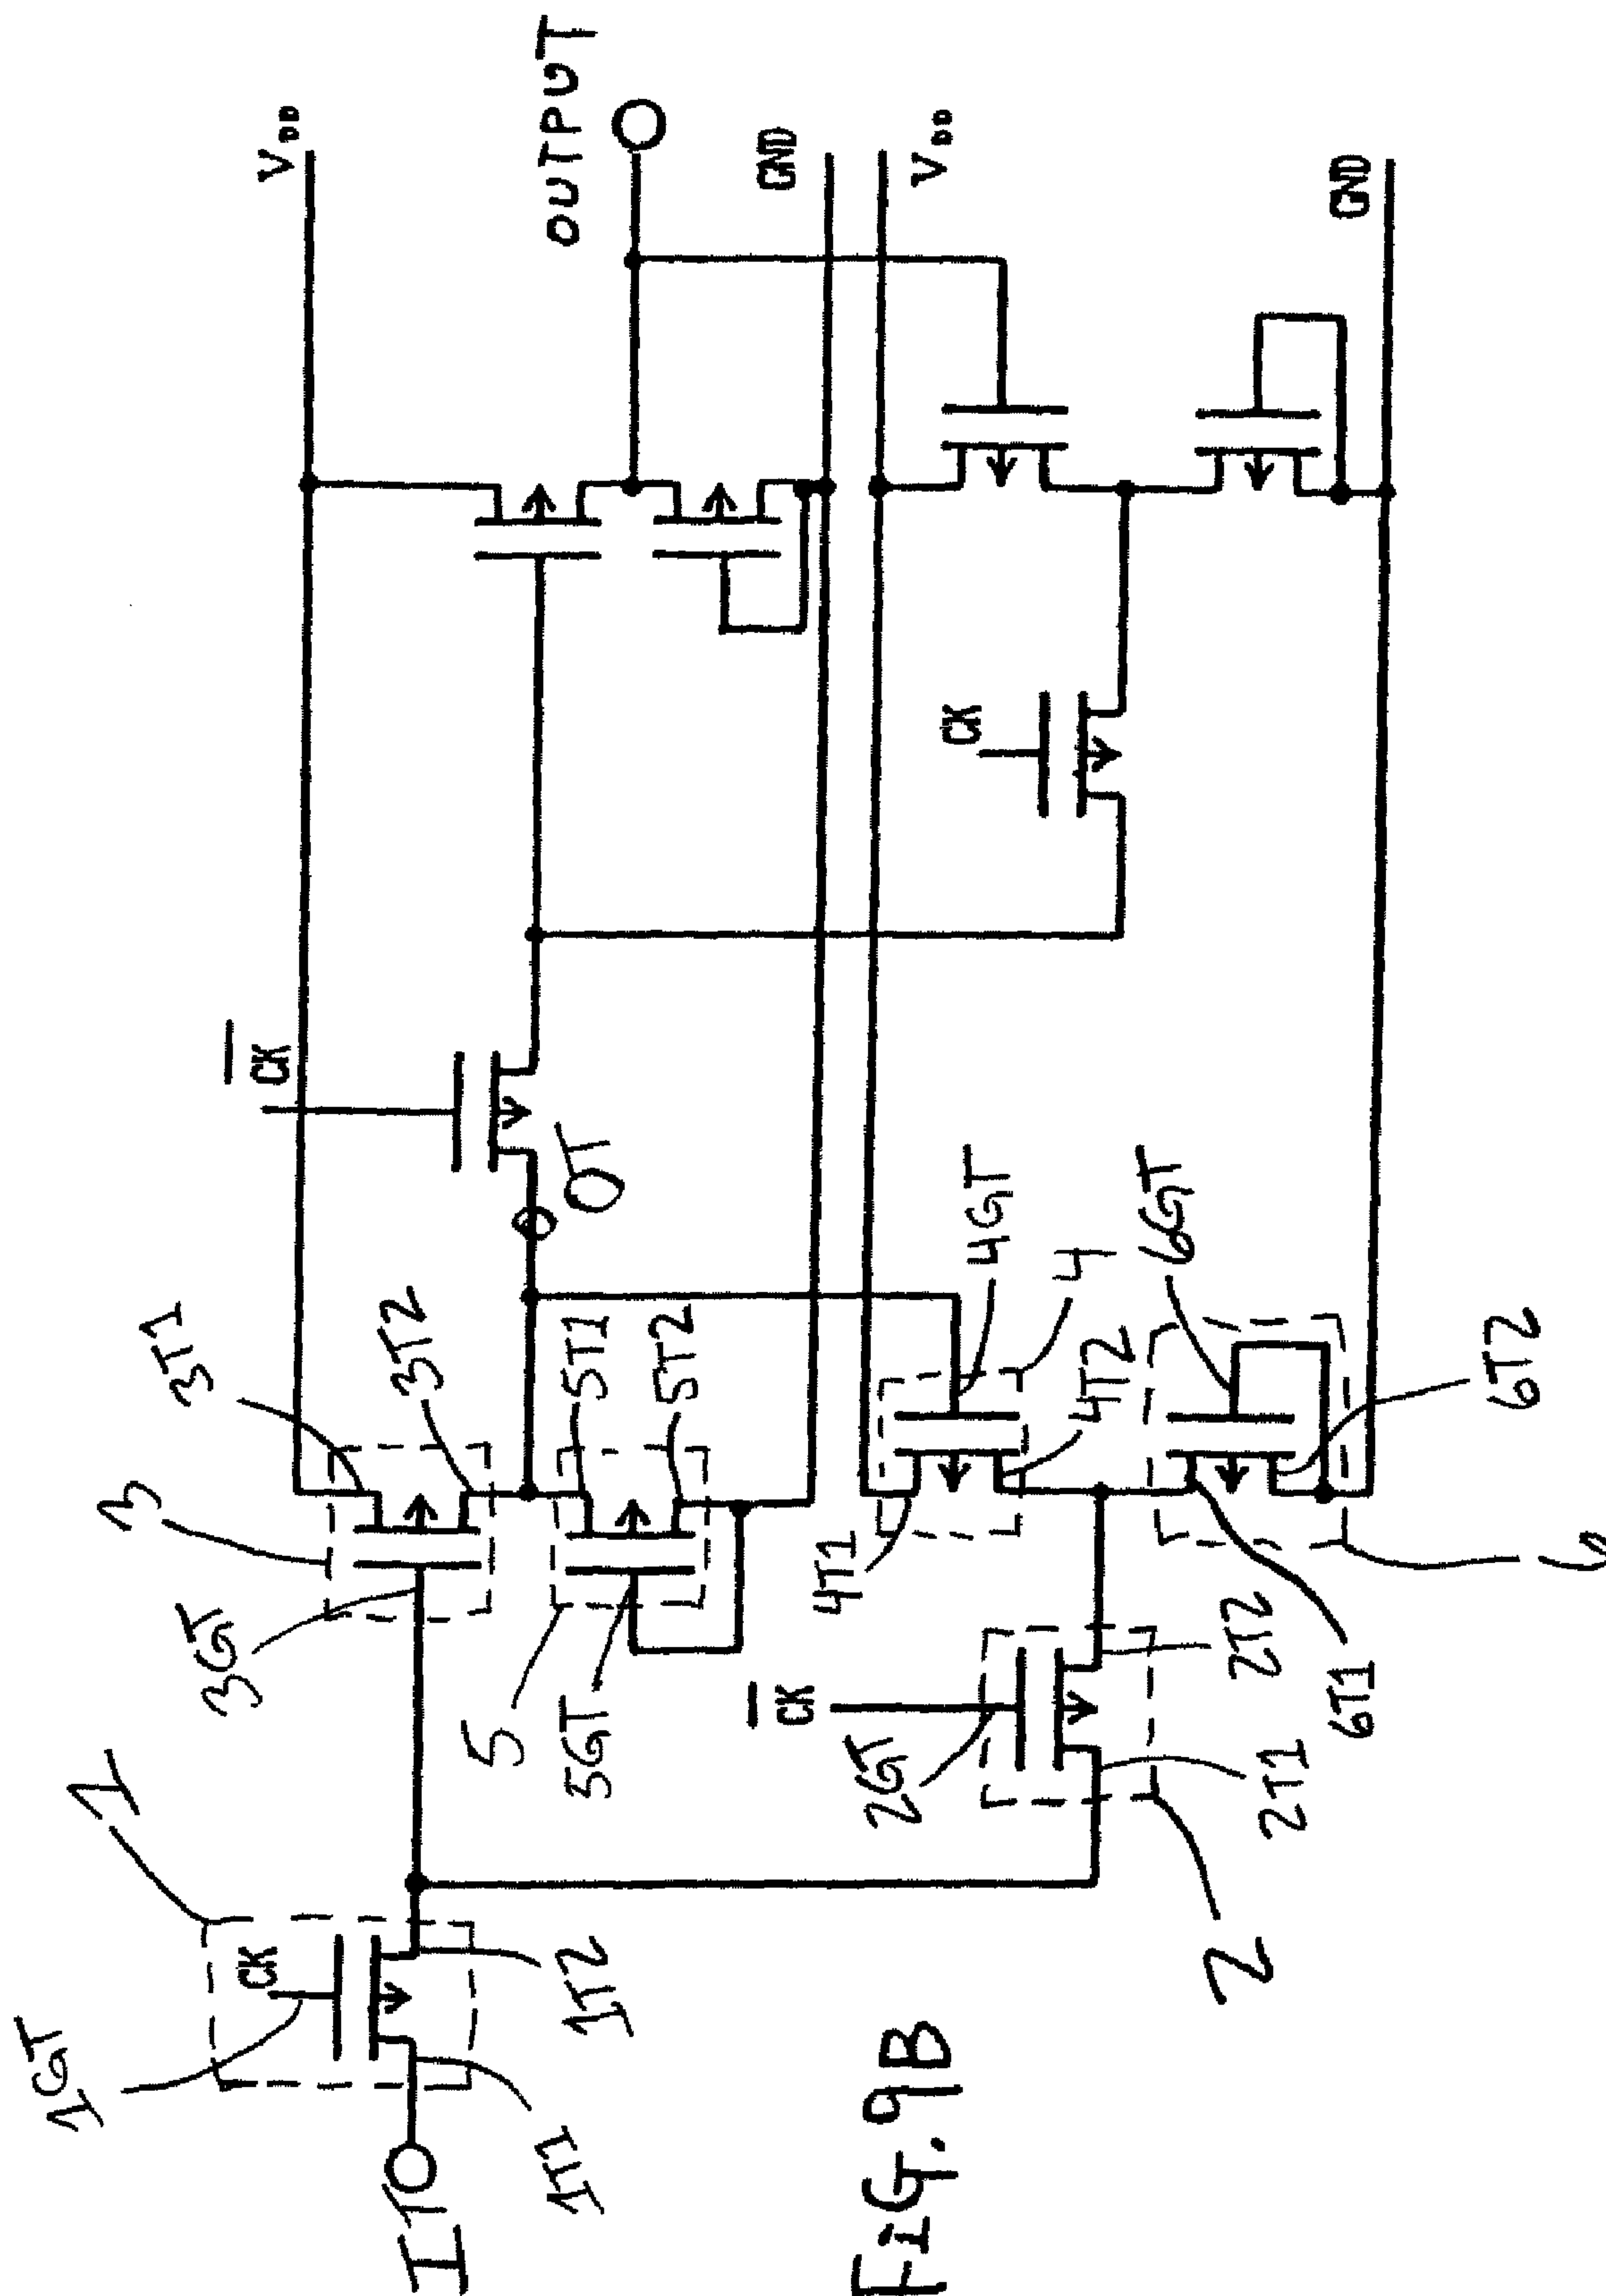 VDD
OUTPUT
GND
VDD
GND
CK
CK
OT
3T1
3T2
5T1
5T2
4GT
4
6GT
4T2
6T2
3
3GT
5
5GT
4T1
6
CK
2GT
2T2
6T1
2T1
2
1
CK
1GT
1T2
1T1
IT
FIG. 9B